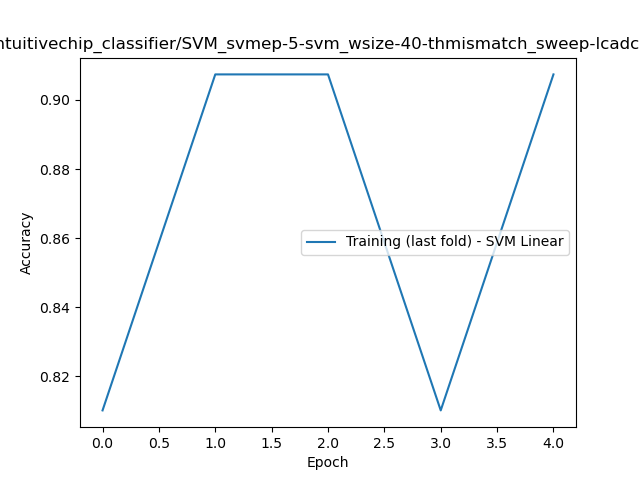 ntuitivechip_classifier/SVM_svmep-5-svm_wsize-40-thmismatch_sweep-lcadc
0.90
0.88
0.86
0.84
0.82
Accuracy
Training (last fold) - SVM Linear
0.0 0.5 1.0 1.5 2.0 2.5 3.0 3.5 4.0
Epoch